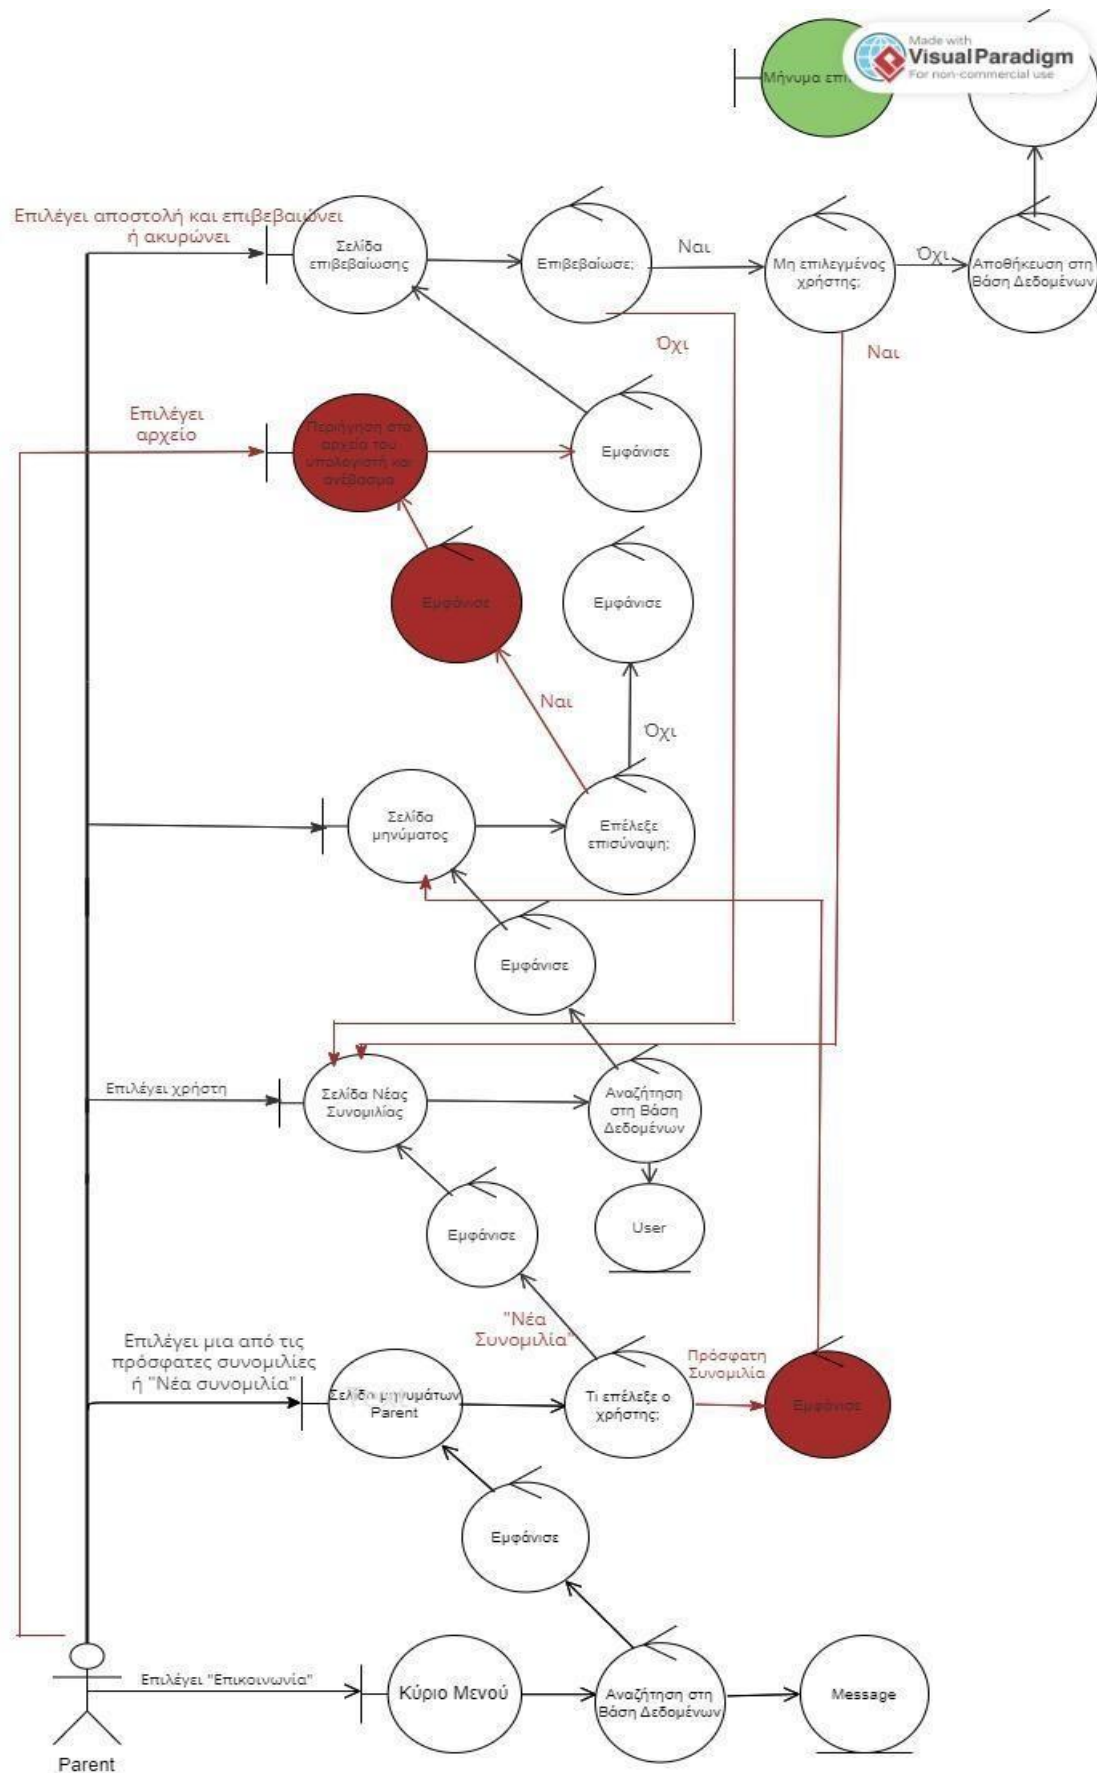 Made with
Visual Paradigm
For non-commercial use
Μήνυμα
Επιλέγει αποστολή και επιβεβαιώνει
ή ακυρώνει
Σελίδα
επιβεβαίωσης
Επιβεβαίωσε;
Ναι
Μη επιλεγμένος
χρήστης;
Όχι
Αποθήκευση στη
Βάση Δεδομένων
Όχι
Ναι
Επιλέγει
αρχείο
Περιήγηση στα
αρχεία του
υπολογιστή και
ανέβασμα
Εμφάνισε
Εμφάνισε
Εμφάνισε
Ναι
Όχι
Σελίδα
μηνύματος
Επέλεξε
επισύναψη;
Εμφάνισε
Επιλέγει χρήστη
Σελίδα Νέας
Συνομιλίας
Αναζήτηση
στη Βάση
Δεδομένων
Εμφάνισε
User
"Νέα
Συνομιλία"
Επιλέγει μια από τις
πρόσφατες συνομιλίες
ή "Νέα συνομιλία"
Σελίδα μηνυμάτων
Parent
Τι επέλεξε ο
χρήστης;
Πρόσφατη
Συνομιλία
Εμφάνισε
Εμφάνισε
Επιλέγει "Επικοινωνία"
Κύριο Μενού
Αναζήτηση στη
Βάση Δεδομένων
Message
Parent